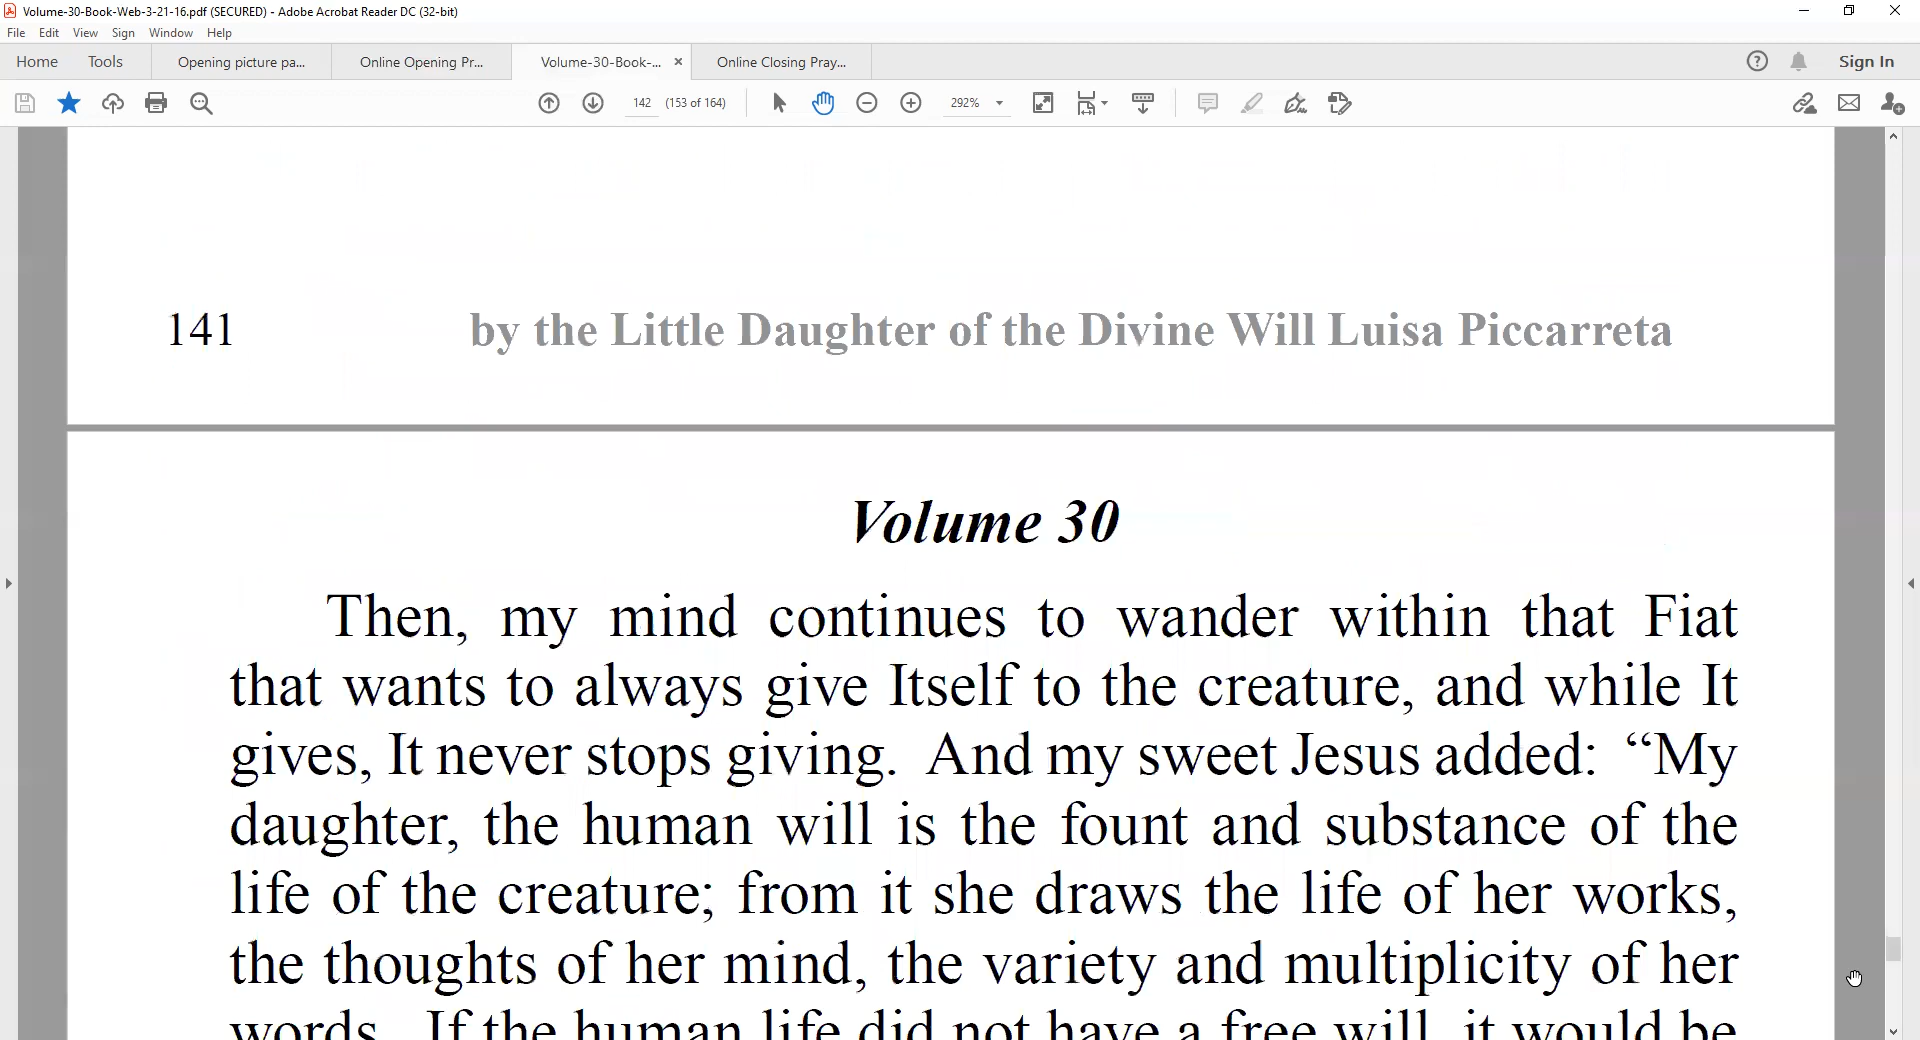 Volume-30-Book-Web-3-21-16.pdf (SECURED) - Adobe Acrobat Reader DC (32-bit)
File Edit View Sign Window Help
Home Tools Opening picture pa... Online Opening Pr... Volume-30-Book-... × Online Closing Pray... Sign In
142 (153 of 164) 292%
141 by the Little Daughter of the Divine Will Luisa Piccarreta
Volume 30
Then, my mind continues to wander within that Fiat
that wants to always give Itself to the creature, and while It
gives, It never stops giving. And my sweet Jesus added: “My
daughter, the human will is the fount and substance of the
life of the creature; from it she draws the life of her works,
the thoughts of her mind, the variety and multiplicity of her
words. If the human life did not have a free will, it would be